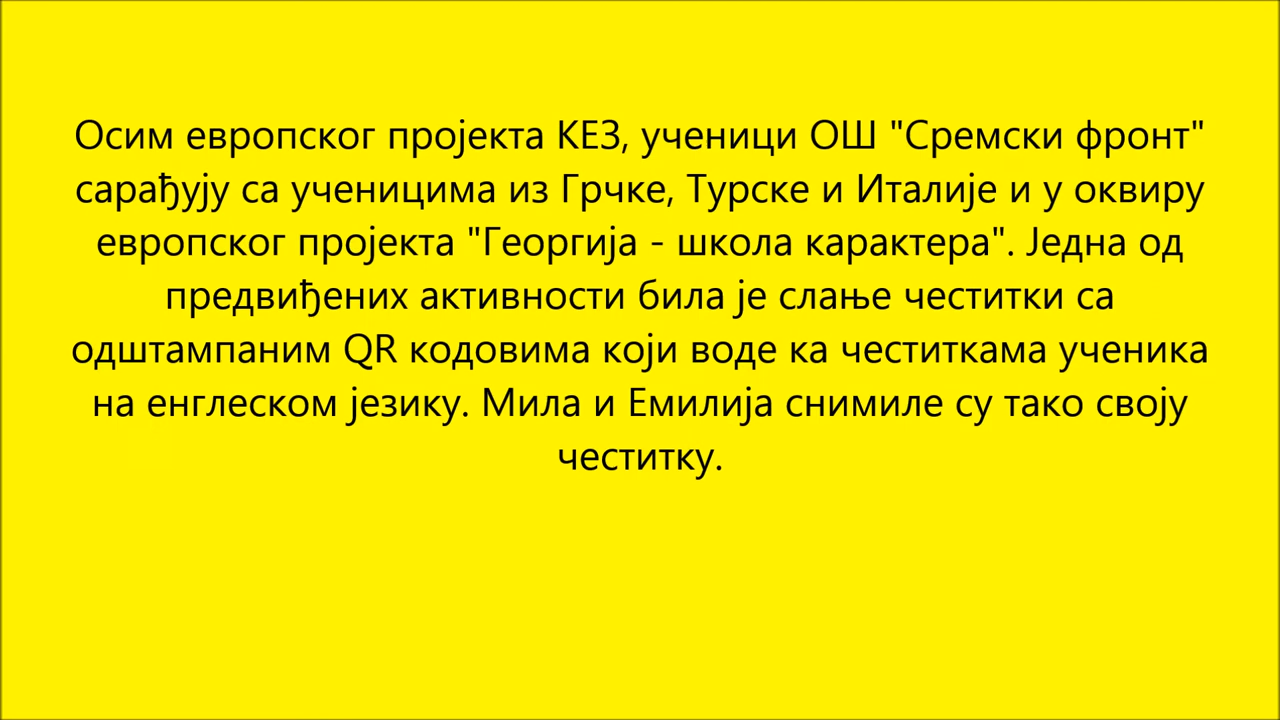 Осим европског пројекта КЕЗ, ученици ОШ "Сремски фронт"
сарађују са ученицима из Грчке, Турске и Италије и у оквиру
европског пројекта "Георгија - школа карактера". Једна од
предвиђених активности била је слање честитки са
одштампаним QR кодовима који воде ка честиткама ученика
на енглеском језику. Мила и Емилија снимиле су тако своју
честитку.